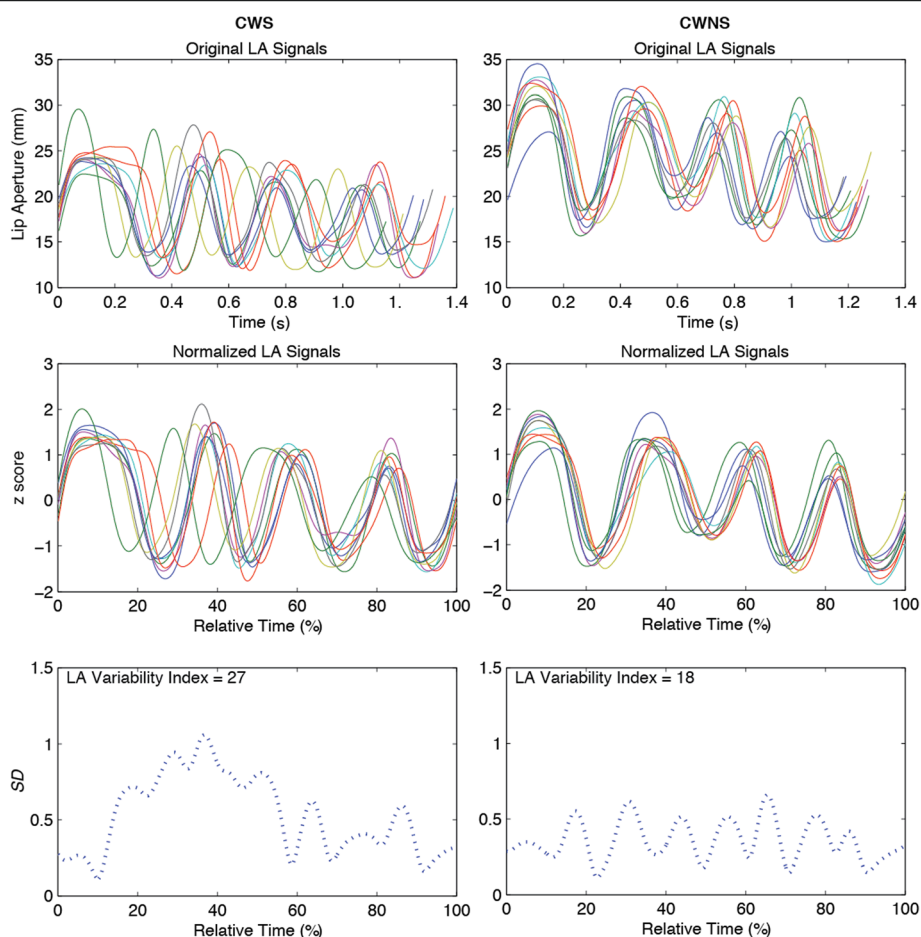 CWS
CWNS
Original LA Signals
Original LA Signals
35
30
25
20
15
10
Lip Aperture (mm)
0 0.2 0.4 0.6 0.8 1.0 1.2 1.4
Time (s)
35
30
25
20
15
10
0 0.2 0.4 0.6 0.8 1 1.2 1.4
Time (s)
Normalized LA Signals
Normalized LA Signals
3
2
1
0
−1
−2
z score
0 20 40 60 80 100
Relative Time (%)
3
2
1
0
−1
−2
0 20 40 60 80 100
Relative Time (%)
1.5
1
0.5
0
SD
LA Variability Index = 27
0 20 40 60 80 100
Relative Time (%)
1.5
1
0.5
0
LA Variability Index = 18
0 20 40 60 80 100
Relative Time (%)